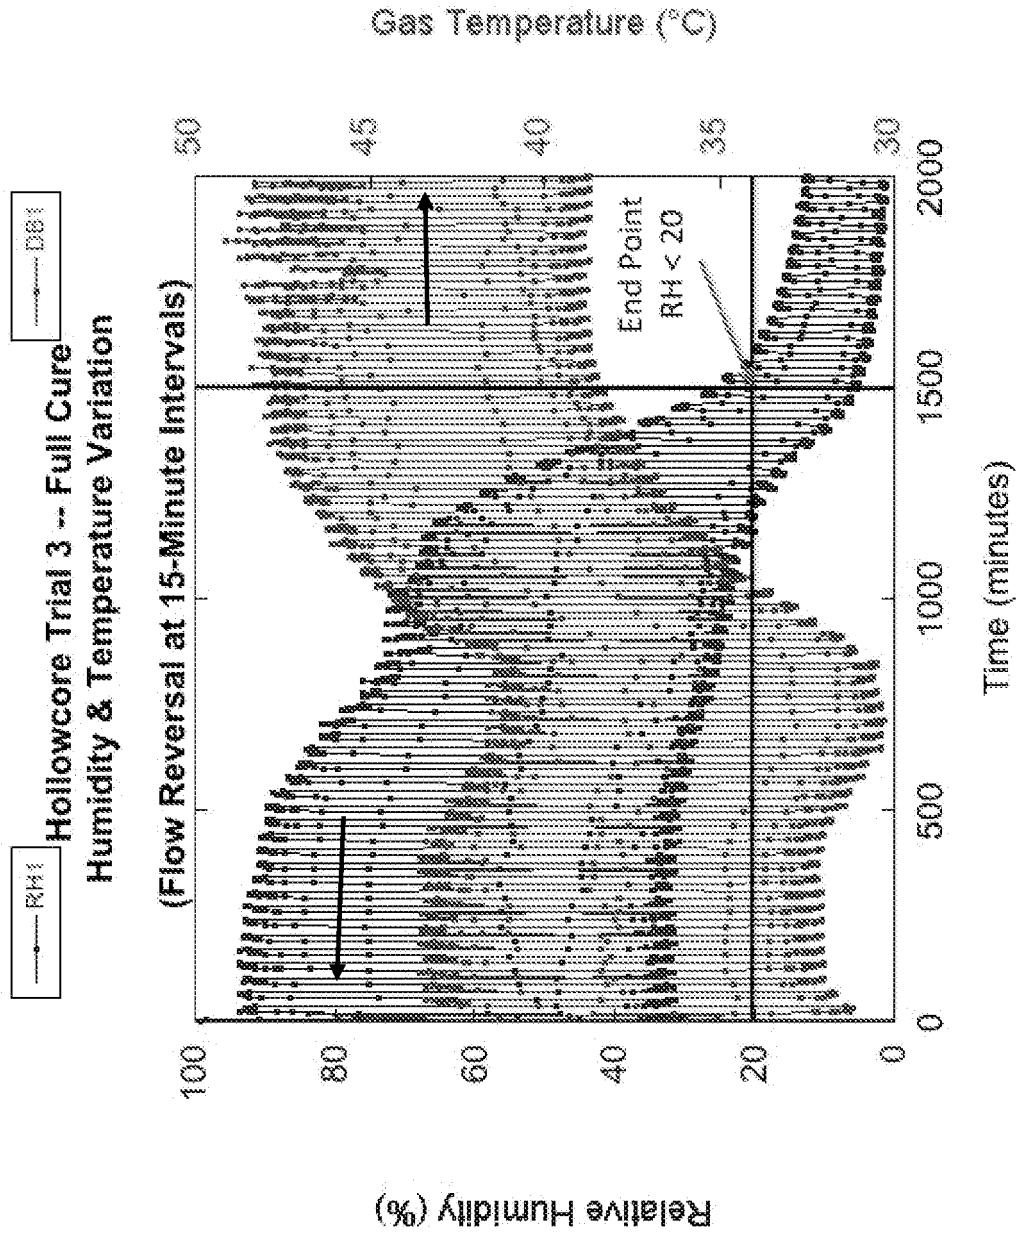 RH1
DB1
Hollowcore Trial 3 -- Full Cure
Humidity & Temperature Variation
(Flow Reversal at 15-Minute Intervals)
Relative Humidity (%)
100
80
60
40
20
0
Gas Temperature (°C)
50
45
40
35
30
End Point
RH < 20
0
500
1000
1500
2000
Time (minutes)